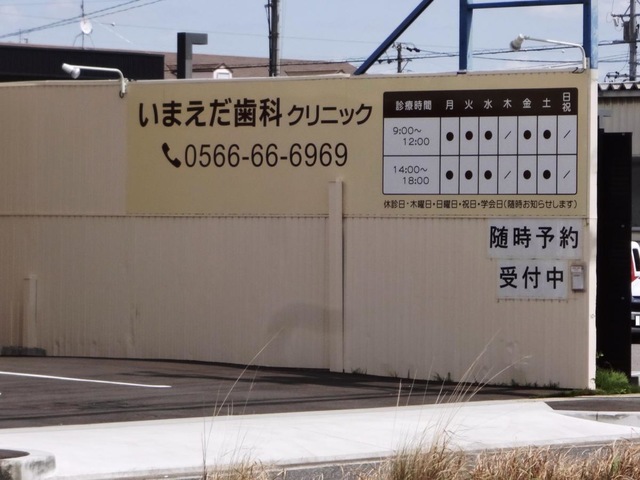 いまえだ歯科クリニック
0566-66-6969
診療時間 月 火 水 木 金 土 日祝
9:00～12:00 ● ● ● ／ ● ● ／
14:00～18:00 ● ● ● ／ ● ● ／
休診日・木曜日・日曜日・祝日・学会日(随時お知らせします)
随時予約
受付中